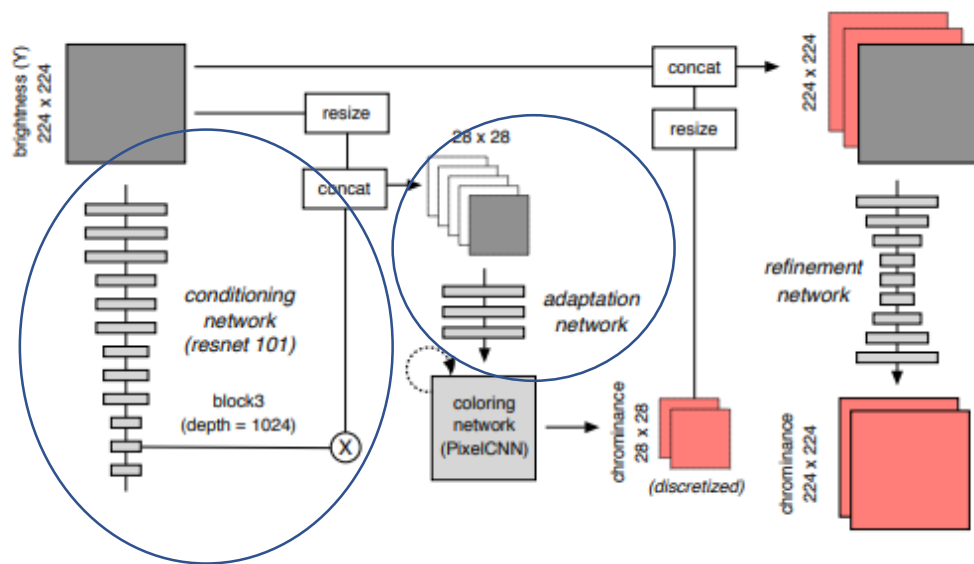 brightness (Y)
224 x 224
resize
concat
28 x 28
conditioning
network
(resnet 101)
block3
(depth = 1024)
X
adaptation
network
coloring
network
(PixelCNN)
chrominance
28 x 28
(discretized)
concat
resize
224 x 224
refinement
network
chrominance
224 x 224